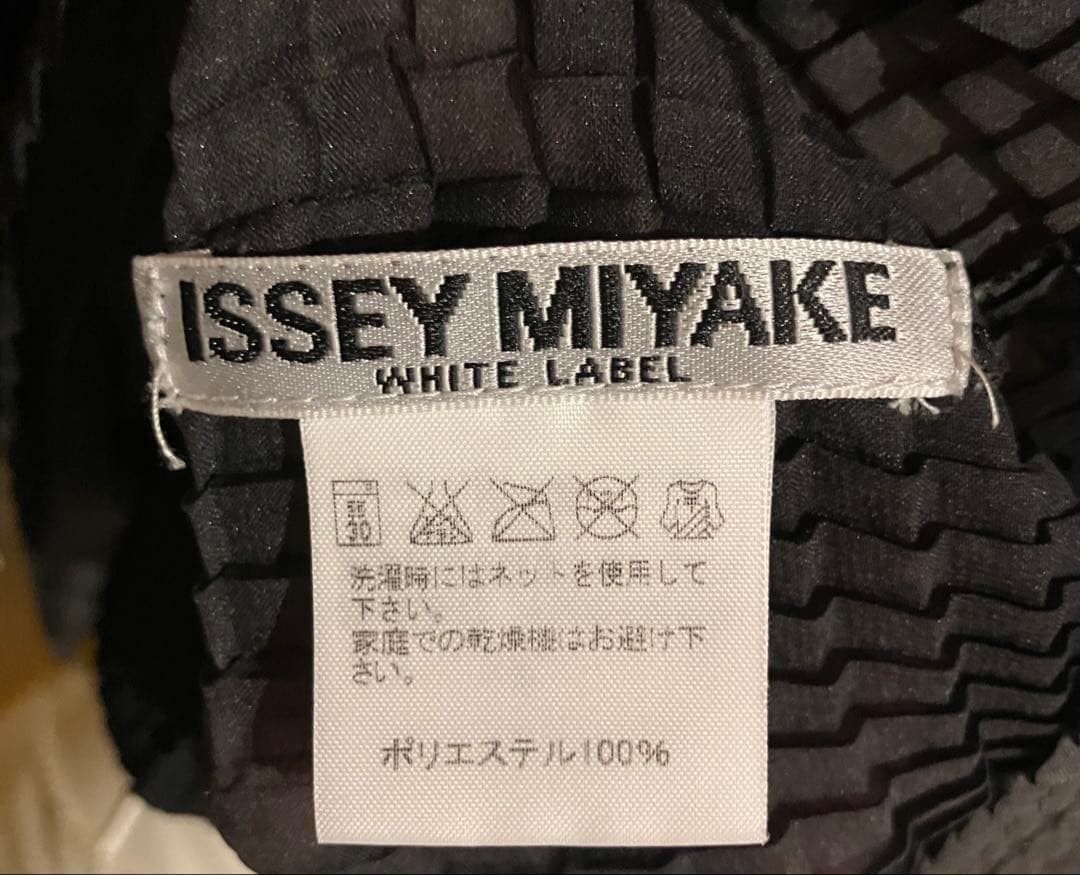 ISSEY MIYAKE
WHITE LABEL
洗濯時にはネットを使用して
下さい。
家庭での乾燥機はお避け下
さい。
ポリエステル100%